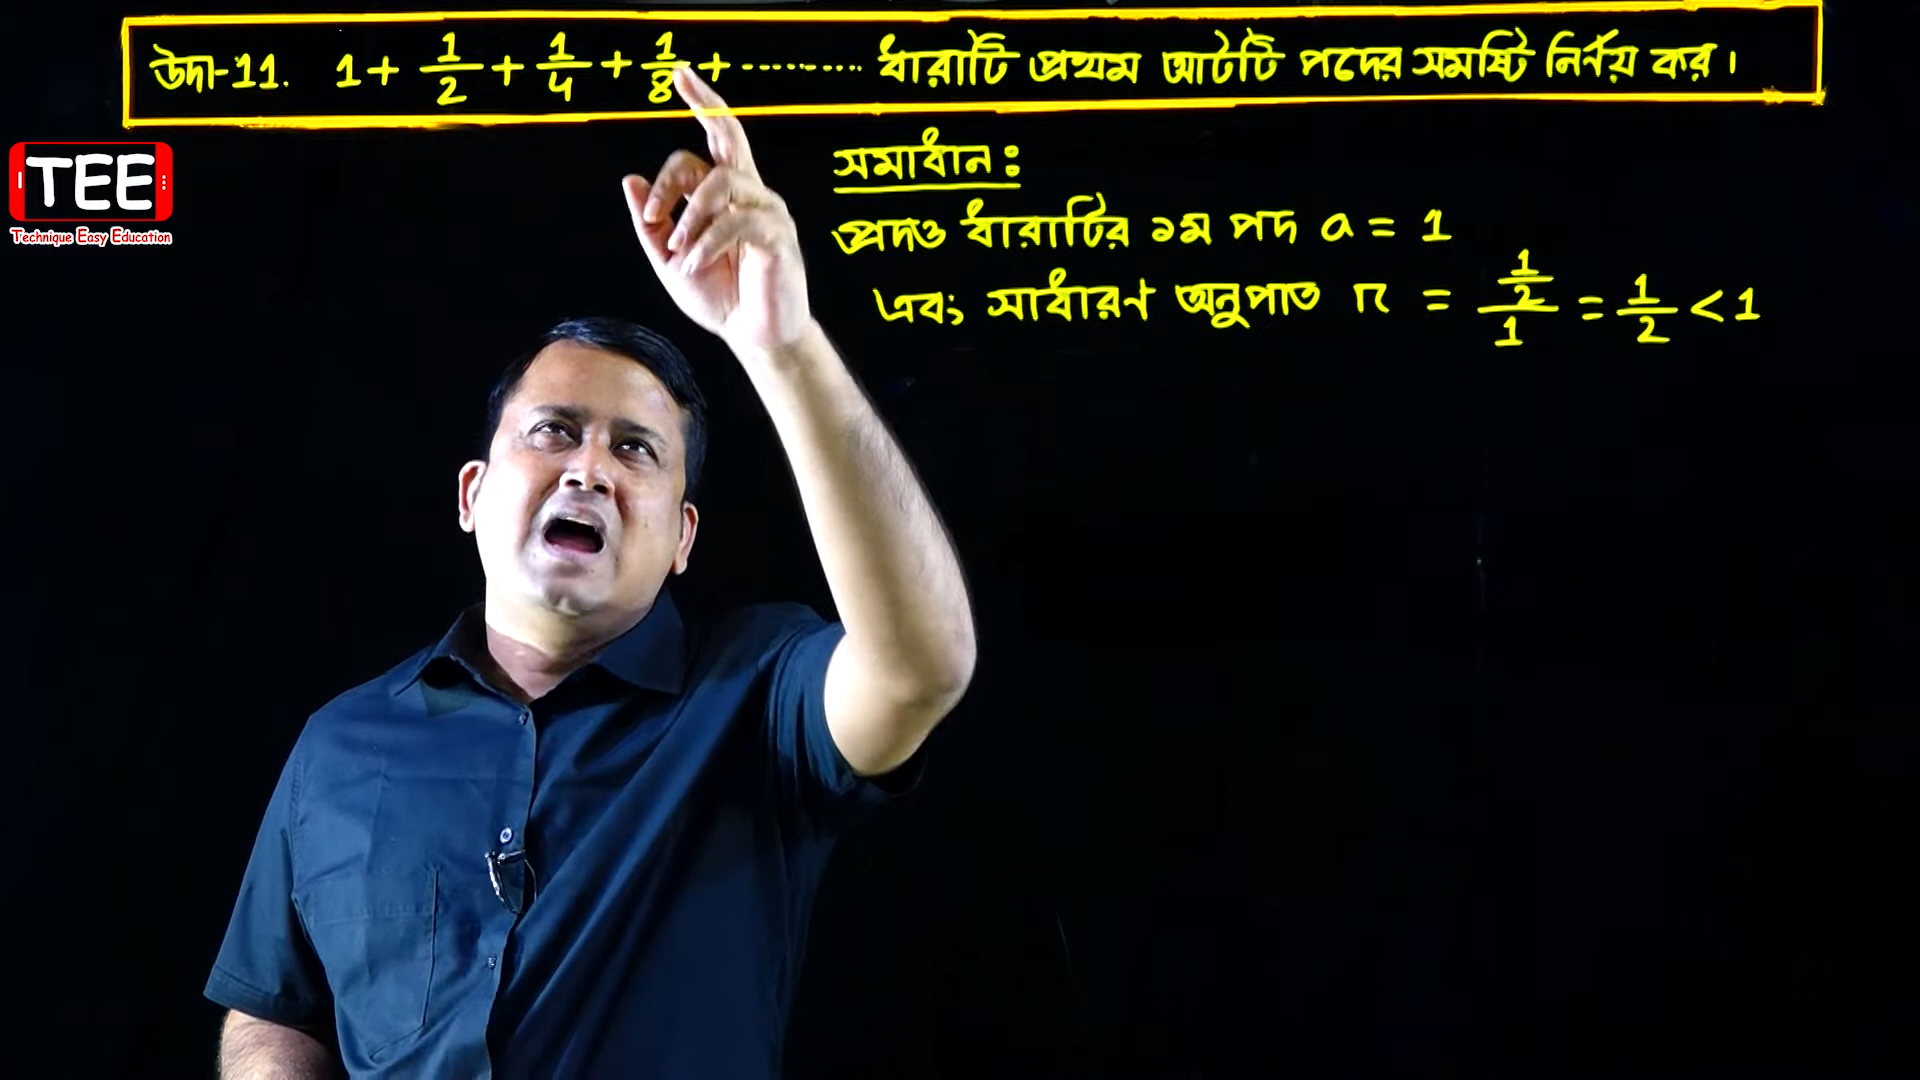 উদা-11. 1 + 1/2 + 1/4 + 1/8 + ......... ধারাটি প্রথম আটটি পদের সমষ্টি নির্ণয় কর।
TEE
Technique Easy Education
সমাধান :
প্রদত্ত ধারাটির ১ম পদ a = 1
এবং সাধারণ অনুপাত r = (1/2)/1 = 1/2 < 1